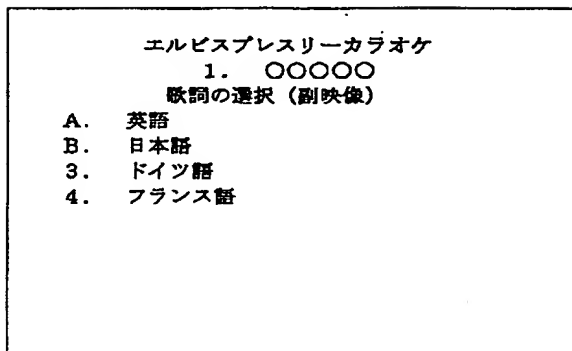 エルビスプレスリーカラオケ
1. ○○○○○
歌詞の選択（副映像）
A. 英語
B. 日本語
3. ドイツ語
4. フランス語